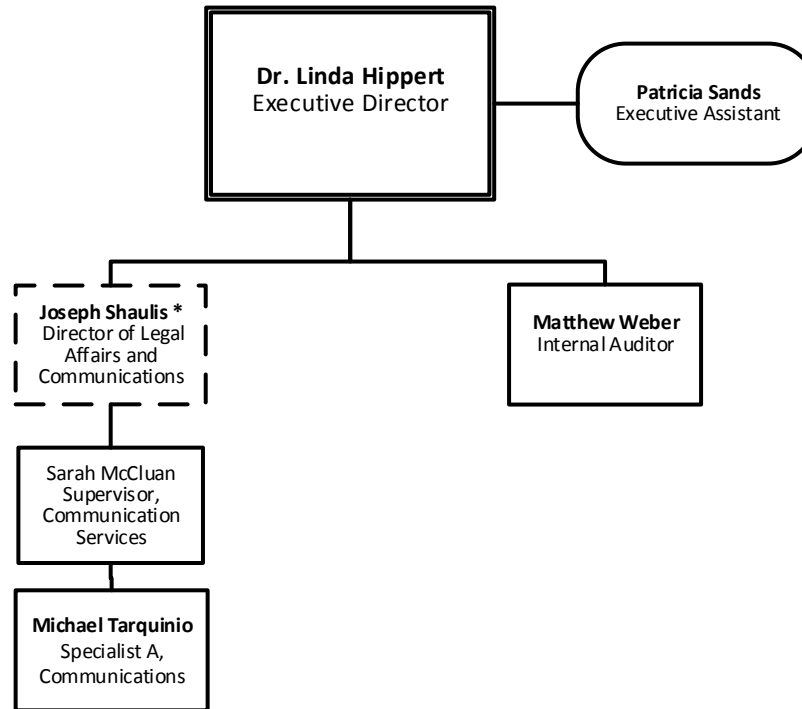 Dr. Linda Hippert
Executive Director
Patricia Sands
Executive Assistant
Joseph Shaulis *
Director of Legal
Affairs and
Communications
Matthew Weber
Internal Auditor
Sarah McCluan
Supervisor,
Communication
Services
Michael Tarquinio
Specialist A,
Communications